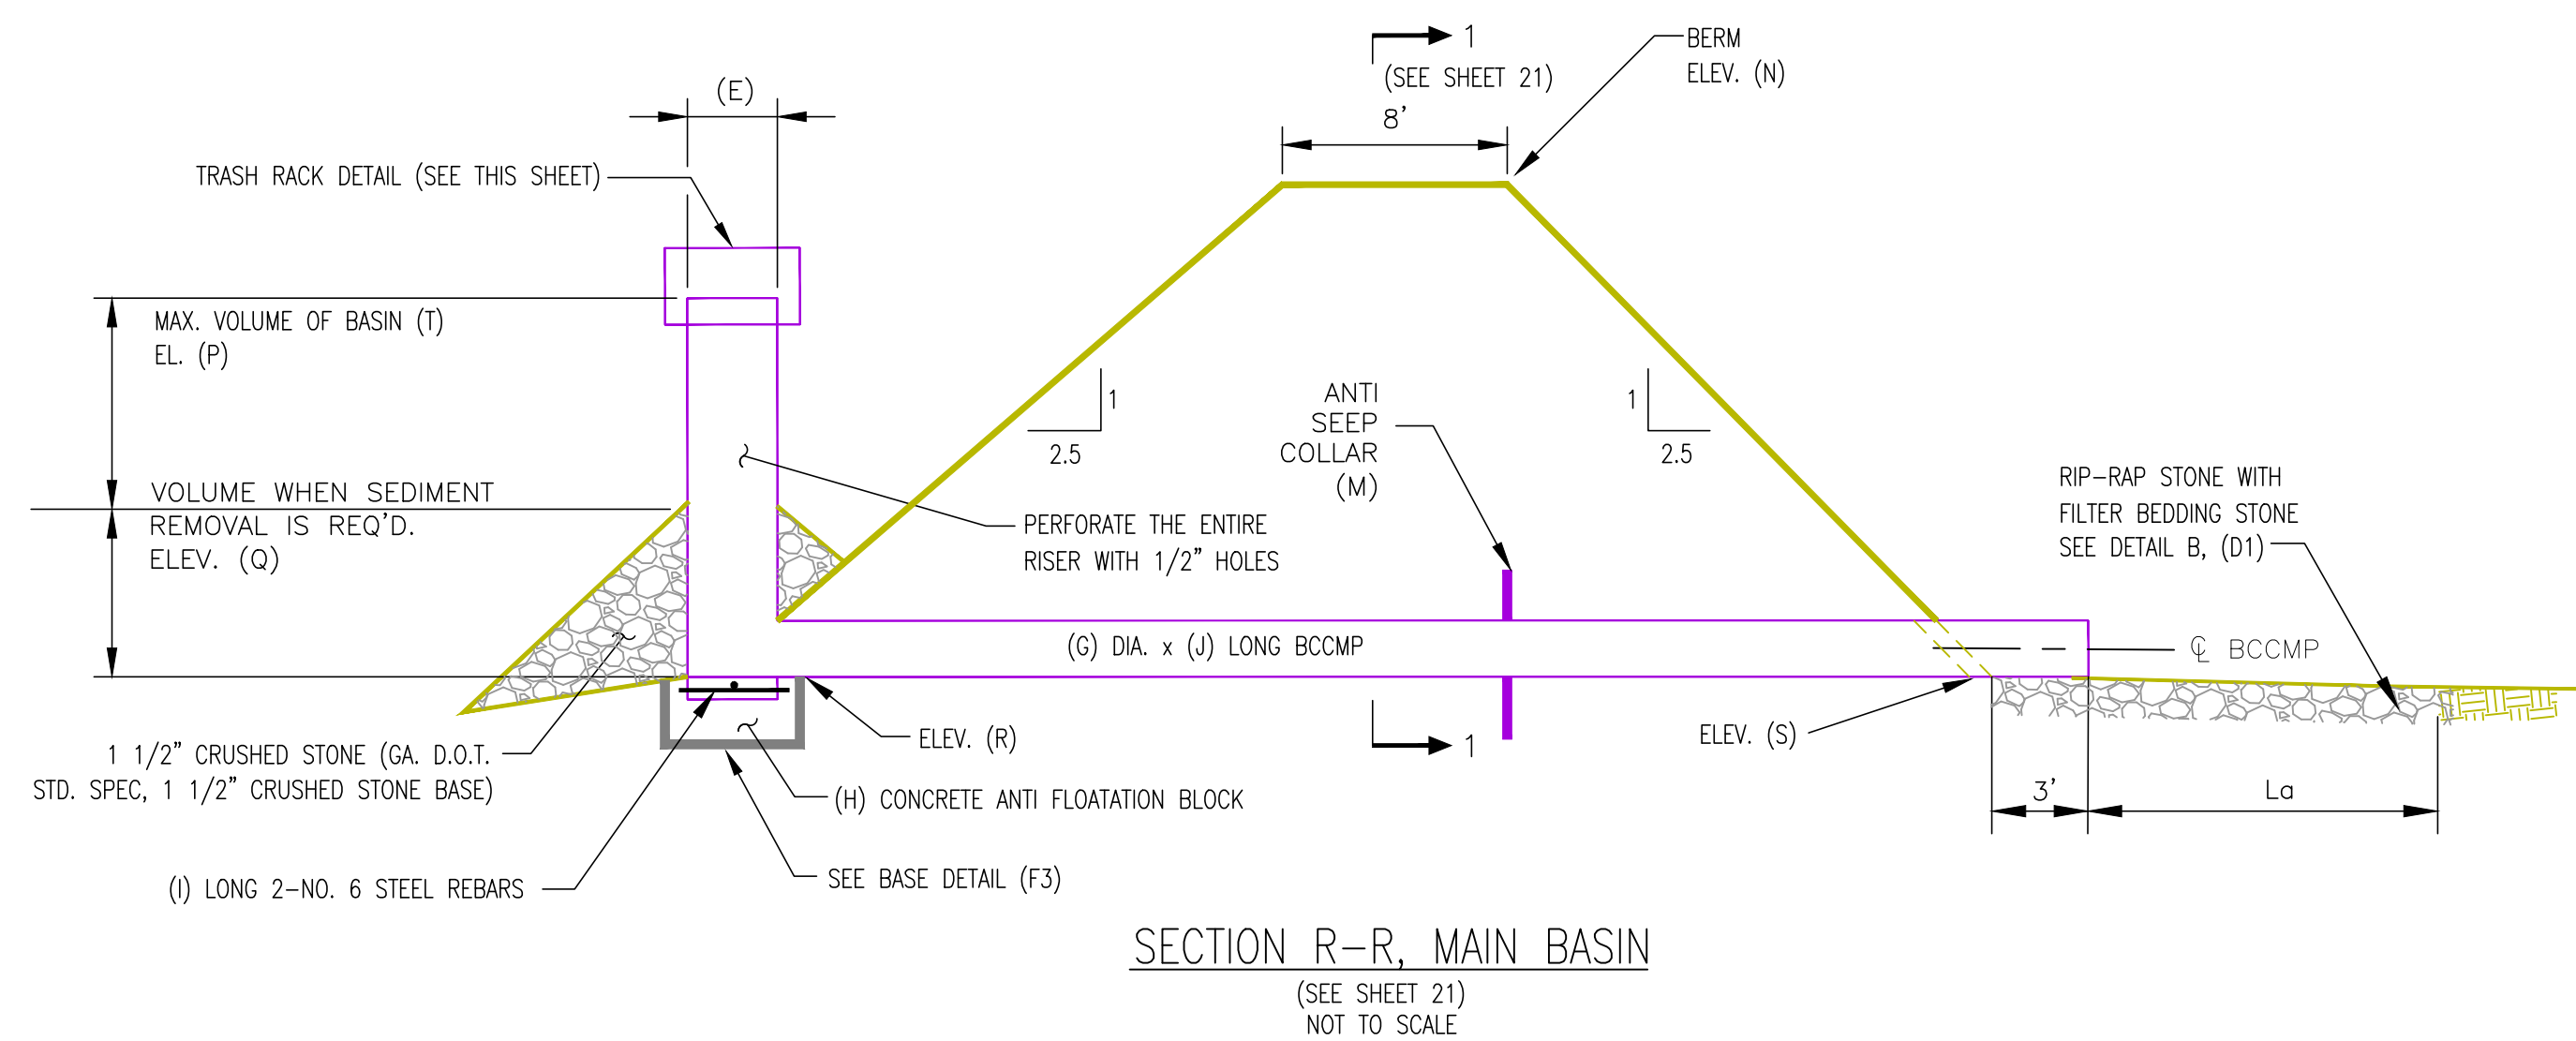 1
(SEE SHEET 21)
8'
BERM
ELEV. (N)
(E)
TRASH RACK DETAIL (SEE THIS SHEET)
MAX. VOLUME OF BASIN (T)
EL. (P)
1
2.5
ANTI
SEEP
COLLAR
(M)
1
2.5
VOLUME WHEN SEDIMENT
REMOVAL IS REQ'D.
ELEV. (Q)
PERFORATE THE ENTIRE
RISER WITH 1/2" HOLES
RIP-RAP STONE WITH
FILTER BEDDING STONE
SEE DETAIL B, (D1)
(G) DIA. x (J) LONG BCCMP
℄ BCCMP
1 1/2" CRUSHED STONE (GA. D.O.T.
STD. SPEC, 1 1/2" CRUSHED STONE BASE)
ELEV. (R)
1
ELEV. (S)
3'
La
(H) CONCRETE ANTI FLOATATION BLOCK
(I) LONG 2-NO. 6 STEEL REBARS
SEE BASE DETAIL (F3)
SECTION R-R, MAIN BASIN
(SEE SHEET 21)
NOT TO SCALE